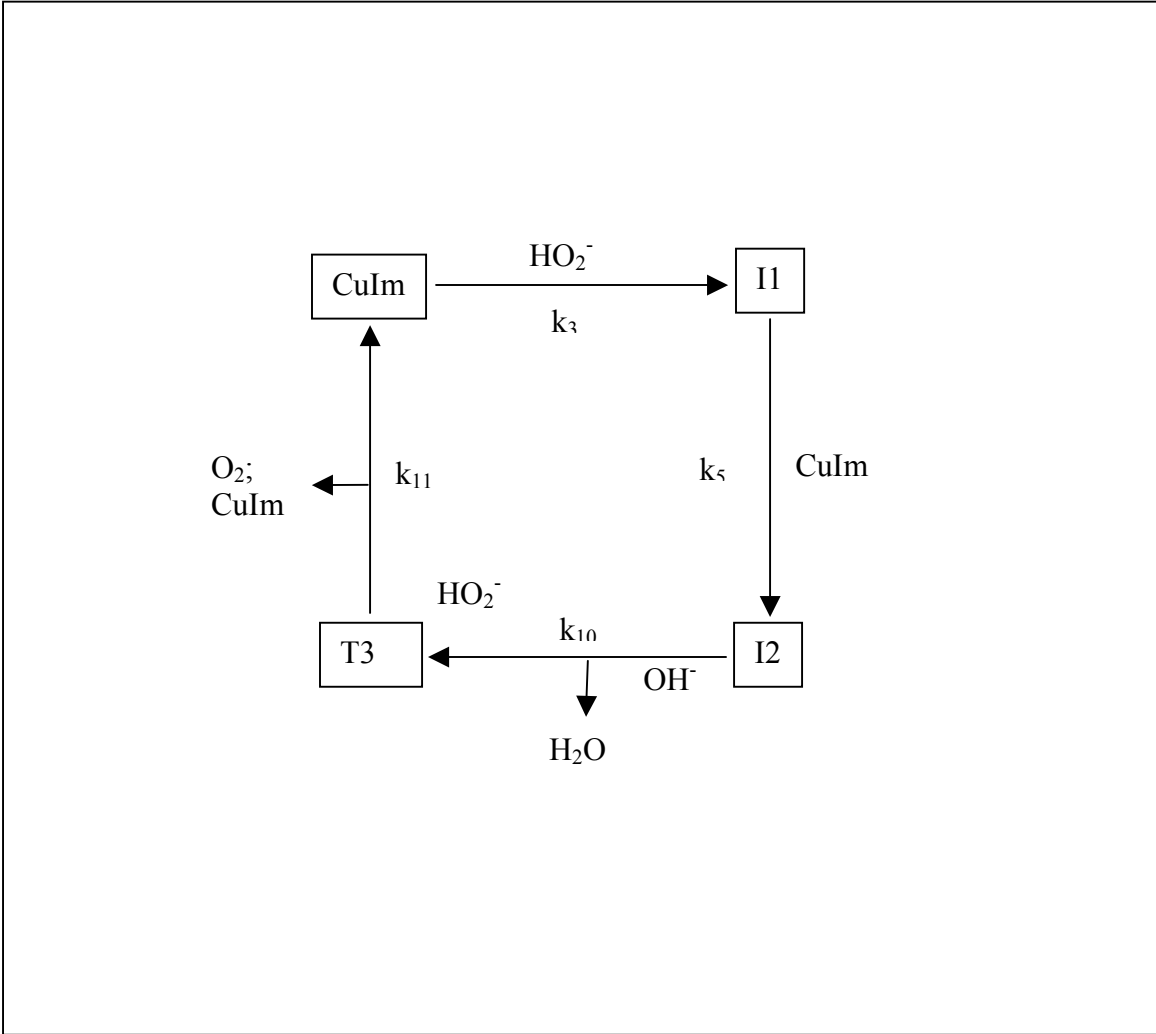 HO₂⁻
CuIm
I1
k₃
O₂;
CuIm
k₁₁
k₅
CuIm
HO₂⁻
k₁₀
T3
I2
OH⁻
H₂O